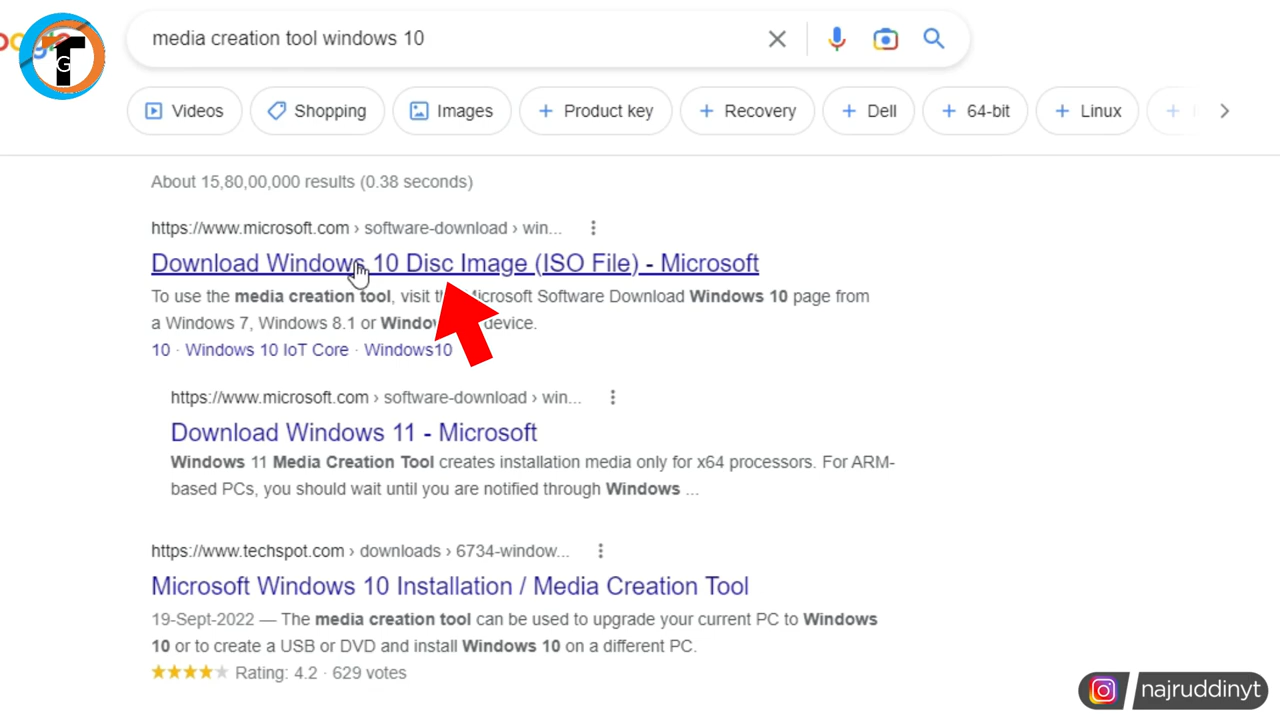 TG
media creation tool windows 10
Videos
Shopping
Images
+ Product key
+ Recovery
+ Dell
+ 64-bit
+ Linux
About 15,80,00,000 results (0.38 seconds)
https://www.microsoft.com › software-download › win...
Download Windows 10 Disc Image (ISO File) - Microsoft
To use the media creation tool, visit Microsoft Software Download Windows 10 page from
a Windows 7, Windows 8.1 or device.
10 · Windows 10 IoT Core · Windows10
https://www.microsoft.com › software-download › win...
Download Windows 11 - Microsoft
Windows 11 Media Creation Tool creates installation media only for x64 processors. For ARM-
based PCs, you should wait until you are notified through Windows ...
https://www.techspot.com › downloads › 6734-window...
Microsoft Windows 10 Installation / Media Creation Tool
19-Sept-2022 — The media creation tool can be used to upgrade your current PC to Windows
10 or to create a USB or DVD and install Windows 10 on a different PC.
Rating: 4.2 · 629 votes
najruddinyt